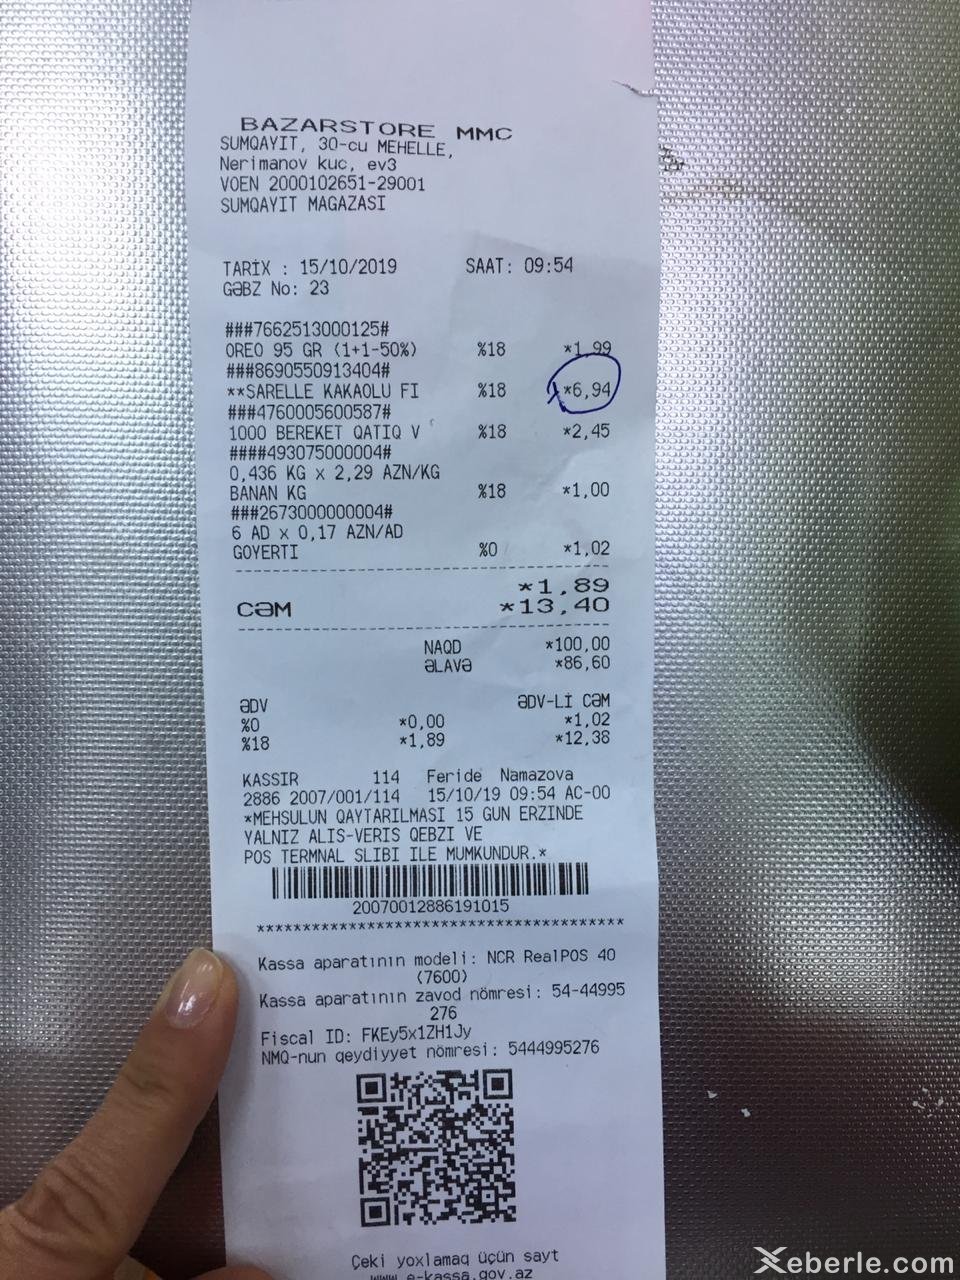 BAZARSTORE MMC
SUMQAYIT, 30-cu MEHELLE,
Nerimanov kuc, ev3
VOEN 2000102651-29001
SUMQAYIT MAGAZASI
TARİX : 15/10/2019 SAAT: 09:54
GƏBZ No: 23
###7662513000125#
OREO 95 GR (1+1-50%) %18 *1,99
###8690550913404#
**SARELLE KAKAOLU FI %18 *6,94
###4760005600587#
1000 BEREKET QATIQ V %18 *2,45
####493075000004#
0,436 KG x 2,29 AZN/KG
BANAN KG %18 *1,00
###2673000000004#
6 AD x 0,17 AZN/AD
GOYERTI %0 *1,02
*1,89
CƏM *13,40
NAQD *100,00
ƏLAVƏ *86,60
ƏDV ƏDV-Lİ CƏM
%0 *0,00 *1,02
%18 *1,89 *12,38
KASSIR 114 Feride Namazova
2886 2007/001/114 15/10/19 09:54 AC-00
*MEHSULUN QAYTARILMASI 15 GUN ERZINDE
YALNIZ ALIS-VERIS QEBZI VE
POS TERMNAL SLIBI ILE MUMKUNDUR.*
20070012886191015
****************************************
Kassa aparatının modeli: NCR RealPOS 40
(7600)
Kassa aparatının zavod nömresi: 54-44995
276
Fiscal ID: FKEy5x1ZH1Jy
NMQ-nun qeydiyyet nömresi: 5444995276
Çeki yoxlamaq üçün sayt
www.e-kassa.gov.az
Xeberle.com